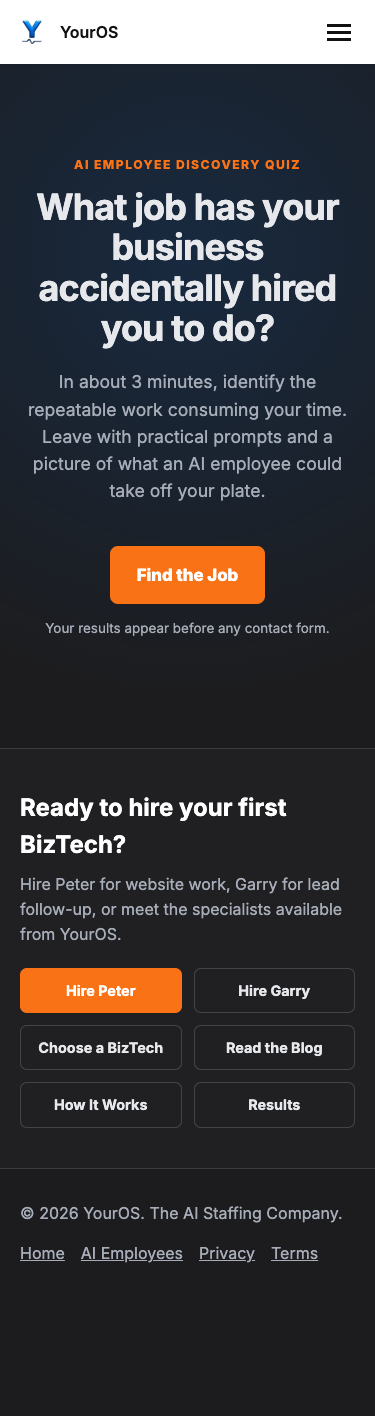 YourOS
AI EMPLOYEE DISCOVERY QUIZ
What job has your
business
accidentally hired
you to do?
In about 3 minutes, identify the
repeatable work consuming your time.
Leave with practical prompts and a
picture of what an AI employee could
take off your plate.
Find the Job
Your results appear before any contact form.
Ready to hire your first
BizTech?
Hire Peter for website work, Garry for lead
follow-up, or meet the specialists available
from YourOS.
Hire Peter
Hire Garry
Choose a BizTech
Read the Blog
How It Works
Results
© 2026 YourOS. The AI Staffing Company.
Home AI Employees Privacy Terms